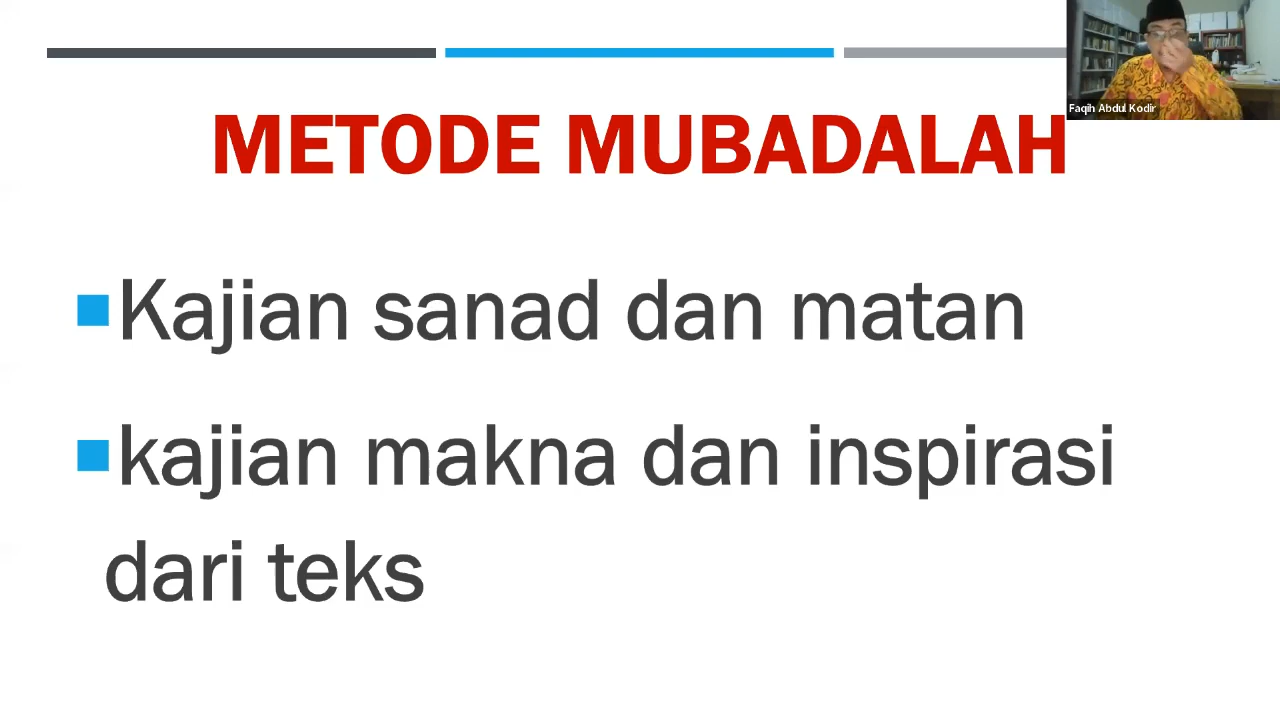 METODE MUBADALAH
Faqih Abdul Kodir
Kajian sanad dan matan
kajian makna dan inspirasi
dari teks